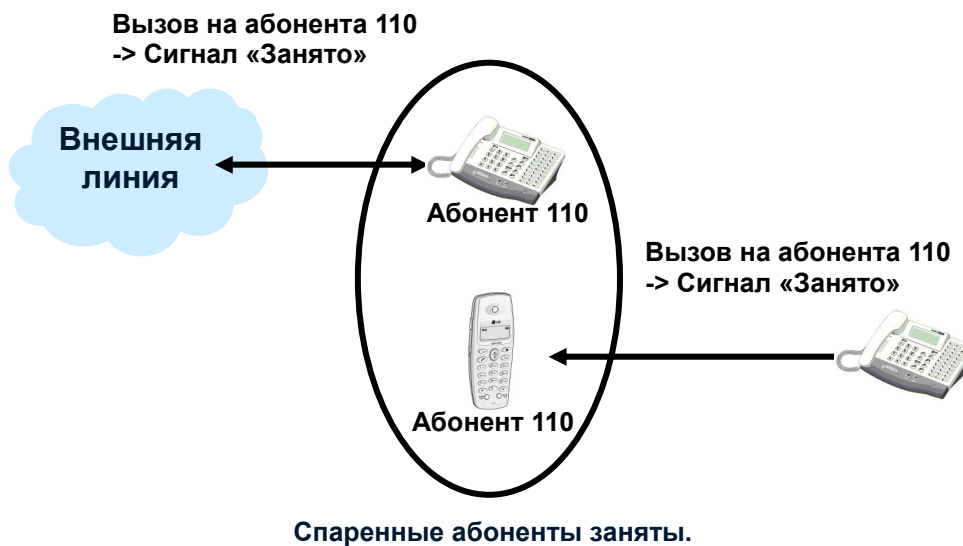 Вызов на абонента 110
-> Сигнал «Занято»
Внешняя
линия
Абонент 110
Вызов на абонента 110
-> Сигнал «Занято»
Абонент 110
Спаренные абоненты заняты.